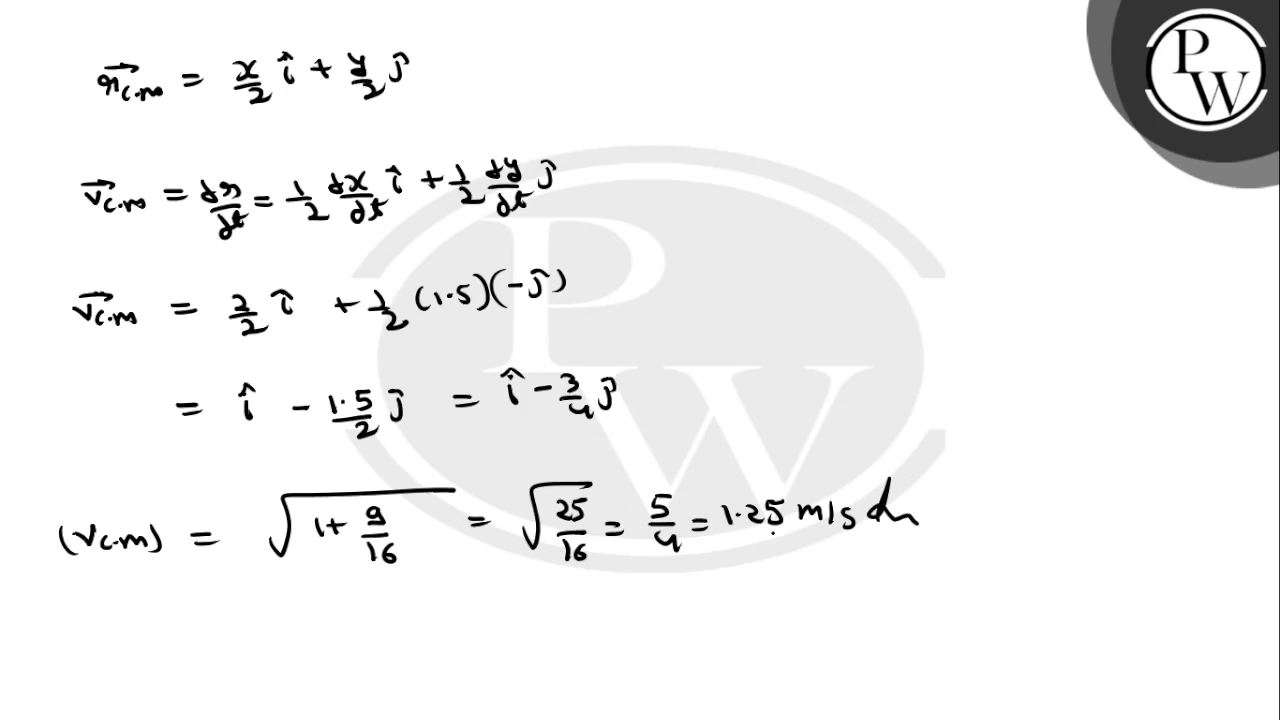 PW
r⃗c.m = x/2 î + y/2 ĵ
v⃗c.m = dr/dt = 1/2 dx/dt î + 1/2 dy/dt ĵ
v⃗c.m = 2/2 î + 1/2 (1.5)(-ĵ)
= î - 1.5/2 ĵ = î - 3/4 ĵ
(vc.m) = √(1+ 9/16) = √(25/16) = 5/4 = 1.25 m/s
PW